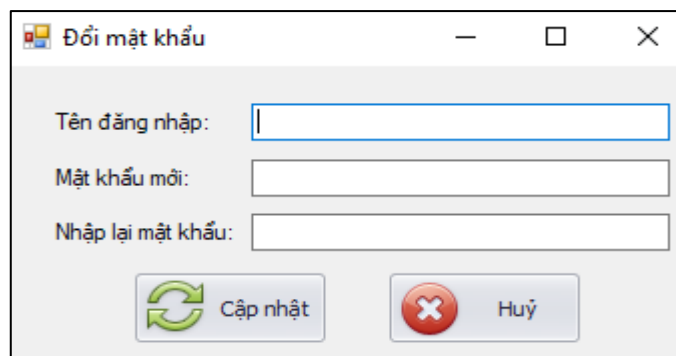 Đổi mật khẩu
Tên đăng nhập:
Mật khẩu mới:
Nhập lại mật khẩu:
Cập nhật
Huỷ